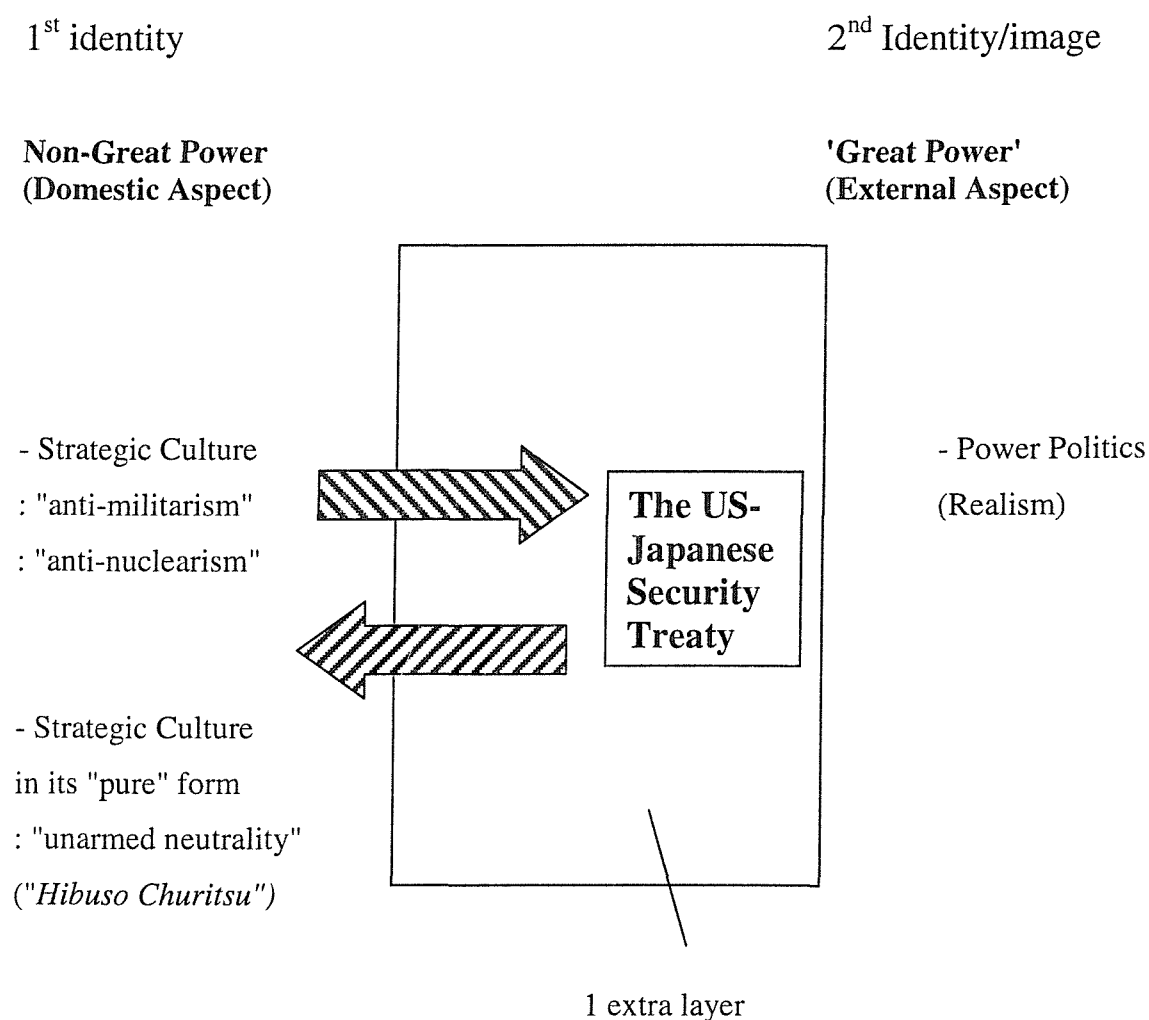 1st identity
2nd Identity/image
Non-Great Power
(Domestic Aspect)
'Great Power'
(External Aspect)
- Strategic Culture
: "anti-militarism"
: "anti-nuclearism"
The US-
Japanese
Security
Treaty
- Power Politics
(Realism)
- Strategic Culture
in its "pure" form
: "unarmed neutrality"
("Hibuso Churitsu")
1 extra layer